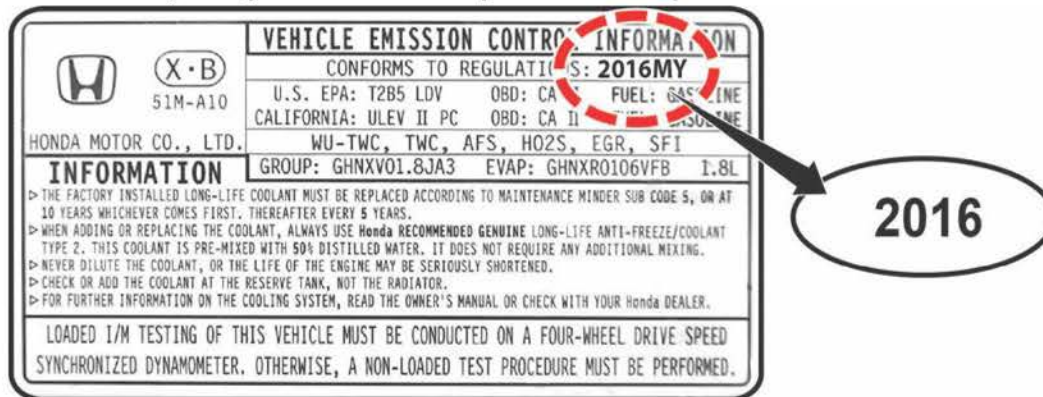 VEHICLE EMISSION CONTROL INFORMATION
X·B
51M-A10
HONDA MOTOR CO., LTD.
CONFORMS TO REGULATIONS: 2016MY
U.S. EPA: T2B5 LDV OBD: CA II FUEL: GASOLINE
CALIFORNIA: ULEV II PC OBD: CA II FUEL: GASOLINE
WU-TWC, TWC, AFS, HO2S, EGR, SFI
GROUP: GHNXV01.8JA3 EVAP: GHNXR0106VFB 1.8L
INFORMATION
▷ THE FACTORY INSTALLED LONG-LIFE COOLANT MUST BE REPLACED ACCORDING TO MAINTENANCE MINDER SUB CODE 5, OR AT
10 YEARS WHICHEVER COMES FIRST. THEREAFTER EVERY 5 YEARS.
▷ WHEN ADDING OR REPLACING THE COOLANT, ALWAYS USE Honda RECOMMENDED GENUINE LONG-LIFE ANTI-FREEZE/COOLANT
TYPE 2. THIS COOLANT IS PRE-MIXED WITH 50% DISTILLED WATER. IT DOES NOT REQUIRE ANY ADDITIONAL MIXING.
▷ NEVER DILUTE THE COOLANT, OR THE LIFE OF THE ENGINE MAY BE SERIOUSLY SHORTENED.
▷ CHECK OR ADD THE COOLANT AT THE RESERVE TANK, NOT THE RADIATOR.
▷ FOR FURTHER INFORMATION ON THE COOLING SYSTEM, READ THE OWNER'S MANUAL OR CHECK WITH YOUR Honda DEALER.
LOADED I/M TESTING OF THIS VEHICLE MUST BE CONDUCTED ON A FOUR-WHEEL DRIVE SPEED
SYNCHRONIZED DYNAMOMETER. OTHERWISE, A NON-LOADED TEST PROCEDURE MUST BE PERFORMED.
2016